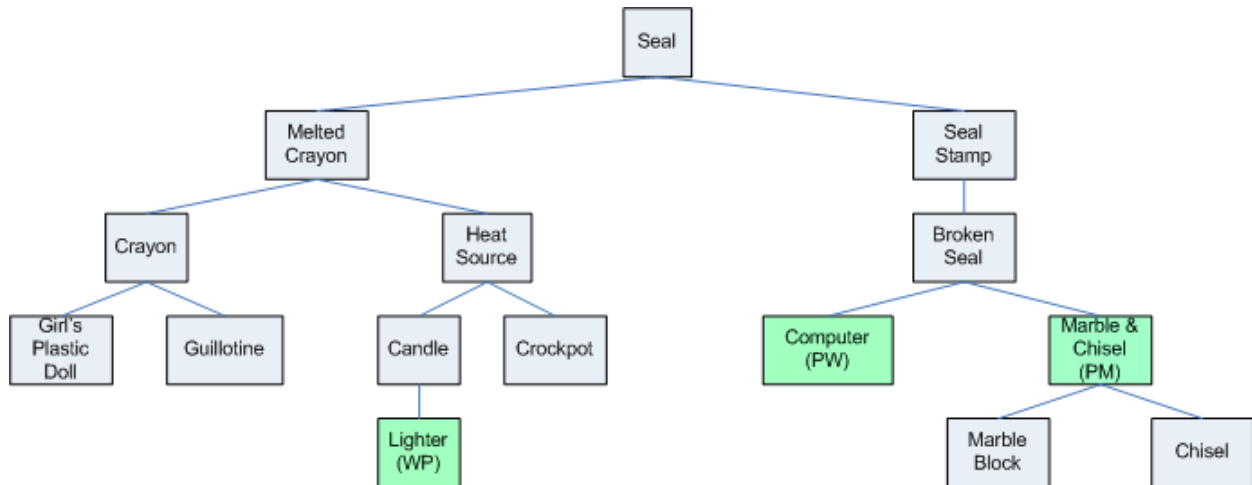 Seal
Melted
Crayon
Seal
Stamp
Crayon
Heat
Source
Broken
Seal
Girl's
Plastic
Doll
Guillotine
Candle
Crockpot
Computer
(PW)
Marble &
Chisel
(PM)
Lighter
(WP)
Marble
Block
Chisel